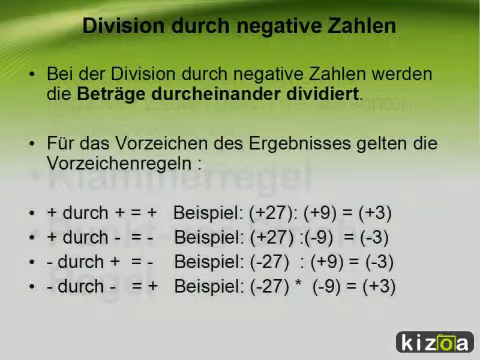 Division durch negative Zahlen
• Bei der Division durch negative Zahlen werden
die Beträge durcheinander dividiert.
• Für das Vorzeichen des Ergebnisses gelten die
Vorzeichenregeln :
• + durch + = + Beispiel: (+27): (+9) = (+3)
• + durch - = - Beispiel: (+27) :(-9) = (-3)
• - durch + = - Beispiel: (-27) : (+9) = (-3)
• - durch - = + Beispiel: (-27) * (-9) = (+3)
Klammerregel
Regel
kizoa